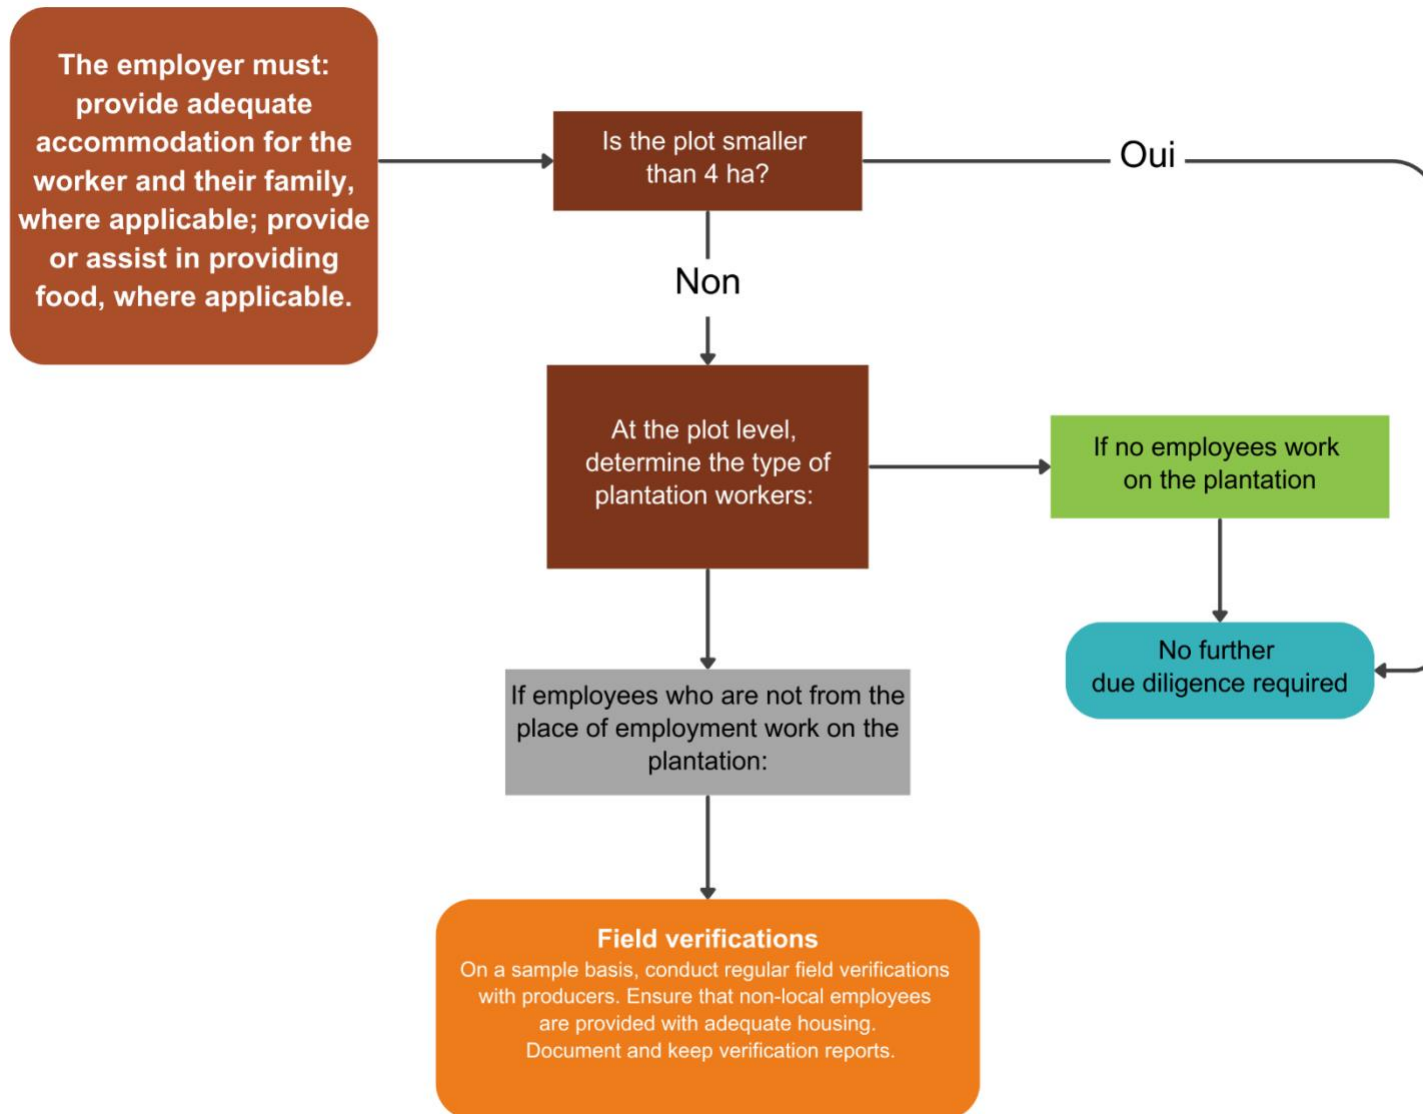 The employer must:
provide adequate
accommodation for the
worker and their family,
where applicable; provide
or assist in providing
food, where applicable.
Is the plot smaller
than 4 ha?
Oui
Non
At the plot level,
determine the type of
plantation workers:
If no employees work
on the plantation
No further
due diligence required
If employees who are not from the
place of employment work on the
plantation:
Field verifications
On a sample basis, conduct regular field verifications
with producers. Ensure that non-local employees
are provided with adequate housing.
Document and keep verification reports.